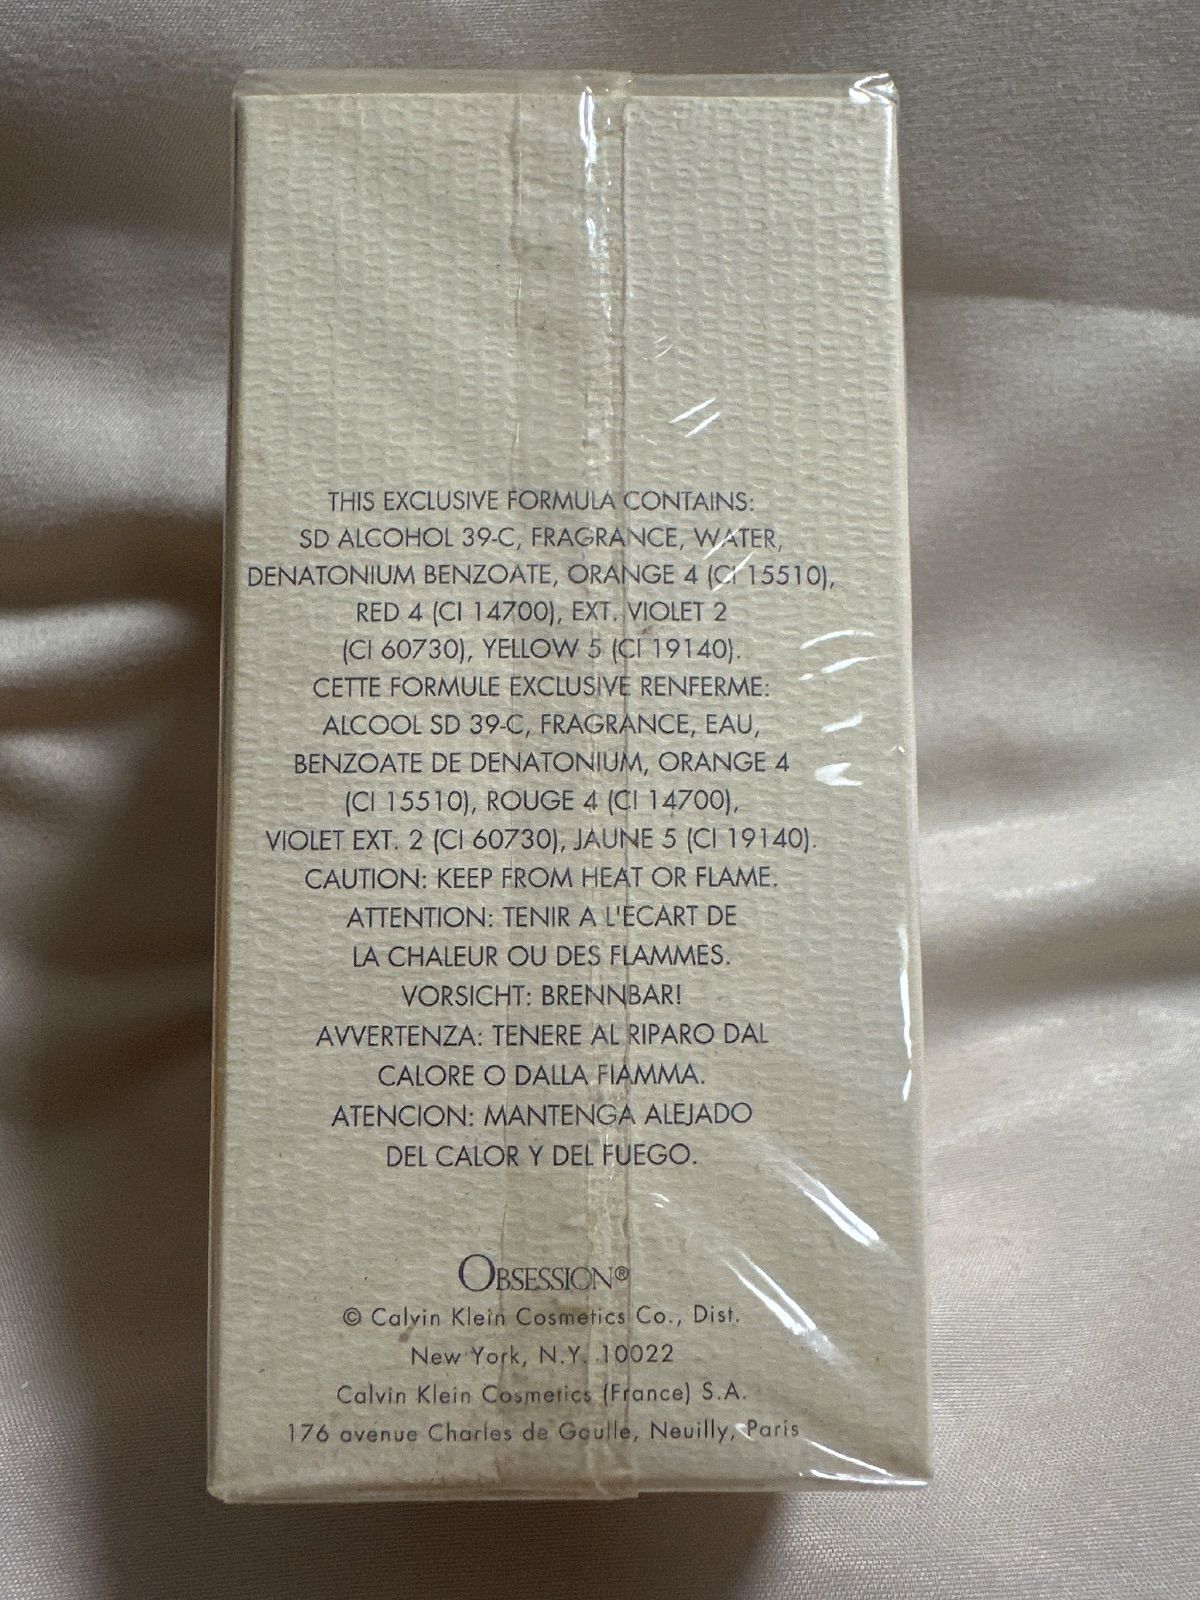 THIS EXCLUSIVE FORMULA CONTAINS:
SD ALCOHOL 39-C, FRAGRANCE, WATER,
DENATONIUM BENZOATE, ORANGE 4 (CI 15510),
RED 4 (CI 14700), EXT. VIOLET 2
(CI 60730), YELLOW 5 (CI 19140).
CETTE FORMULE EXCLUSIVE RENFERME:
ALCOOL SD 39-C, FRAGRANCE, EAU,
BENZOATE DE DENATONIUM, ORANGE 4
(CI 15510), ROUGE 4 (CI 14700),
VIOLET EXT. 2 (CI 60730), JAUNE 5 (CI 19140).
CAUTION: KEEP FROM HEAT OR FLAME.
ATTENTION: TENIR A L'ECART DE
LA CHALEUR OU DES FLAMMES.
VORSICHT: BRENNBAR!
AVVERTENZA: TENERE AL RIPARO DAL
CALORE O DALLA FIAMMA.
ATENCION: MANTENGA ALEJADO
DEL CALOR Y DEL FUEGO.
OBSESSION®
© Calvin Klein Cosmetics Co., Dist.
New York, N.Y. 10022
Calvin Klein Cosmetics (France) S.A.
176 avenue Charles de Gaulle, Neuilly, Paris